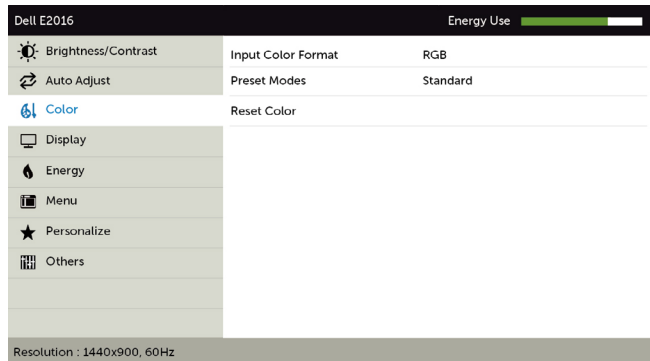 Dell E2016 Energy Use
Brightness/Contrast
Input Color Format RGB
Auto Adjust
Preset Modes Standard
Color
Reset Color
Display
Energy
Menu
Personalize
Others
Resolution : 1440x900, 60Hz